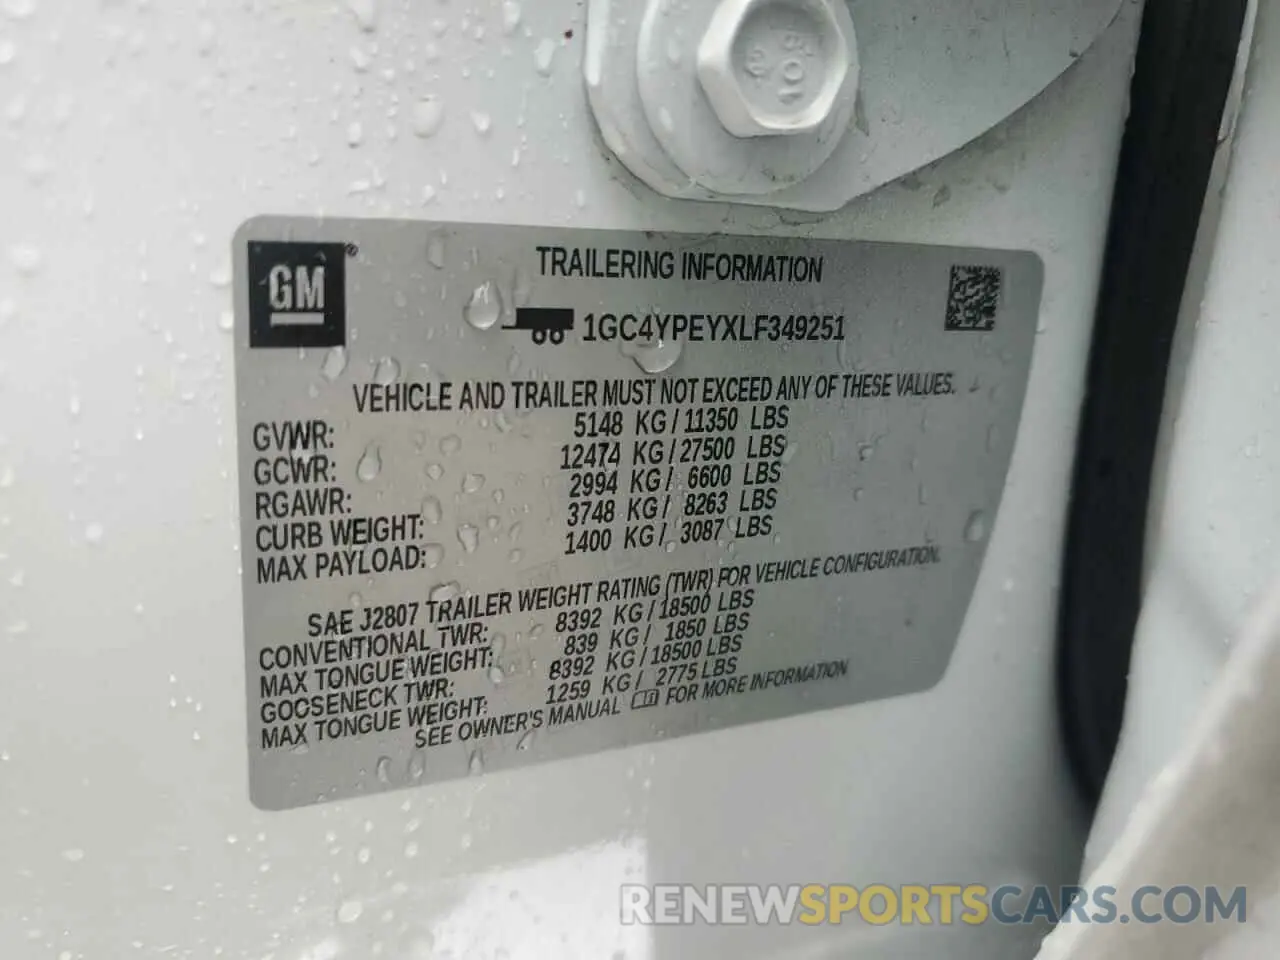 GM®
TRAILERING INFORMATION
1GC4YPEYXLF349251
VEHICLE AND TRAILER MUST NOT EXCEED ANY OF THESE VALUES.
GVWR: 5148 KG / 11350 LBS
GCWR: 12474 KG / 27500 LBS
RGAWR: 2994 KG / 6600 LBS
CURB WEIGHT: 3748 KG / 8263 LBS
MAX PAYLOAD: 1400 KG / 3087 LBS
SAE J2807 TRAILER WEIGHT RATING (TWR) FOR VEHICLE CONFIGURATION.
CONVENTIONAL TWR: 8392 KG / 18500 LBS
MAX TONGUE WEIGHT: 839 KG / 1850 LBS
GOOSENECK TWR: 8392 KG / 18500 LBS
MAX TONGUE WEIGHT: 1259 KG / 2775 LBS
SEE OWNER'S MANUAL FOR MORE INFORMATION
RENEWSPORTSCARS.COM